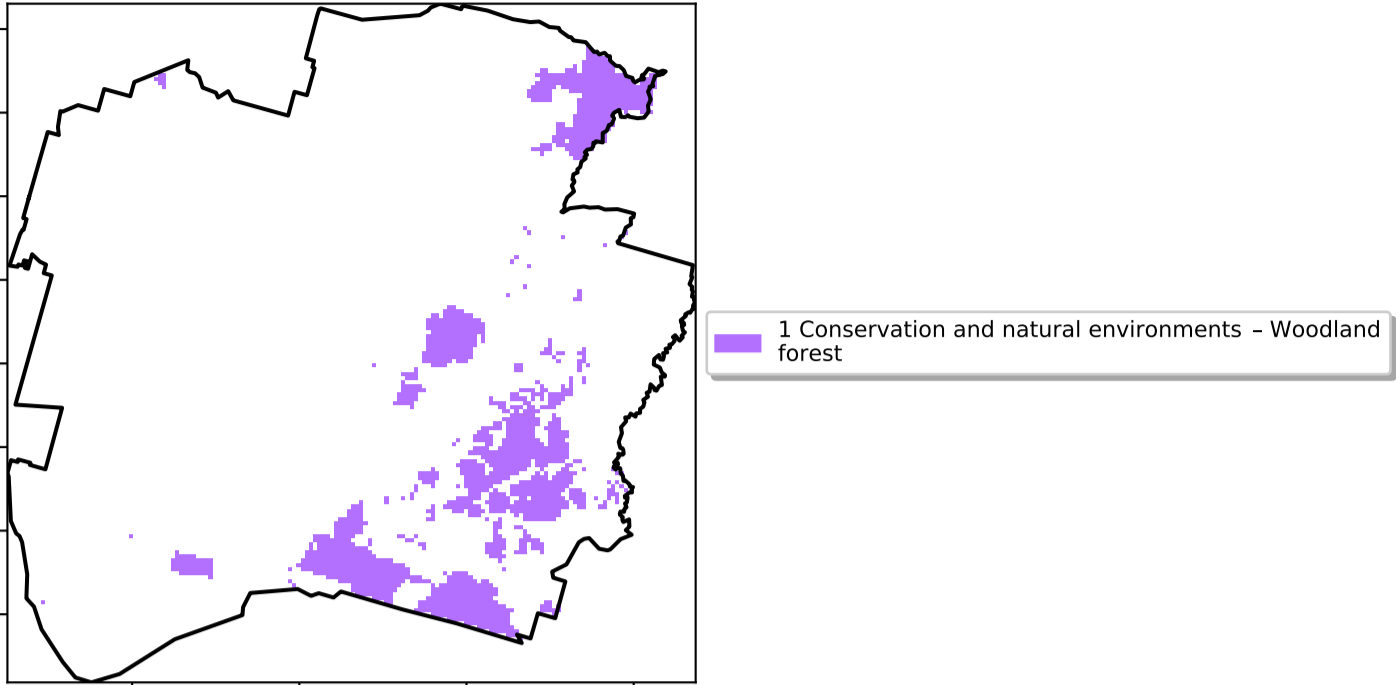 1 Conservation and natural environments – Woodland
forest